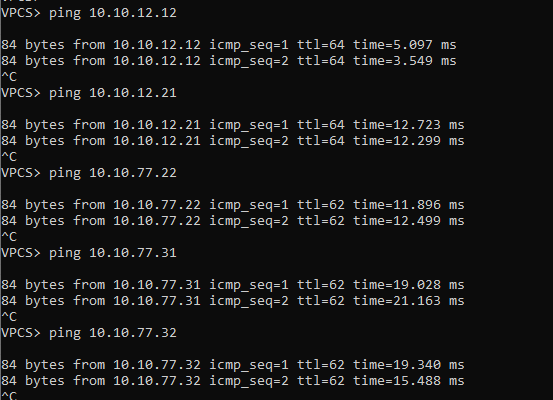 VPCS> ping 10.10.12.12
84 bytes from 10.10.12.12 icmp_seq=1 ttl=64 time=5.097 ms
84 bytes from 10.10.12.12 icmp_seq=2 ttl=64 time=3.549 ms
^C
VPCS> ping 10.10.12.21
84 bytes from 10.10.12.21 icmp_seq=1 ttl=64 time=12.723 ms
84 bytes from 10.10.12.21 icmp_seq=2 ttl=64 time=12.299 ms
^C
VPCS> ping 10.10.77.22
84 bytes from 10.10.77.22 icmp_seq=1 ttl=62 time=11.896 ms
84 bytes from 10.10.77.22 icmp_seq=2 ttl=62 time=12.499 ms
^C
VPCS> ping 10.10.77.31
84 bytes from 10.10.77.31 icmp_seq=1 ttl=62 time=19.028 ms
84 bytes from 10.10.77.31 icmp_seq=2 ttl=62 time=21.163 ms
^C
VPCS> ping 10.10.77.32
84 bytes from 10.10.77.32 icmp_seq=1 ttl=62 time=19.340 ms
84 bytes from 10.10.77.32 icmp_seq=2 ttl=62 time=15.488 ms
^C